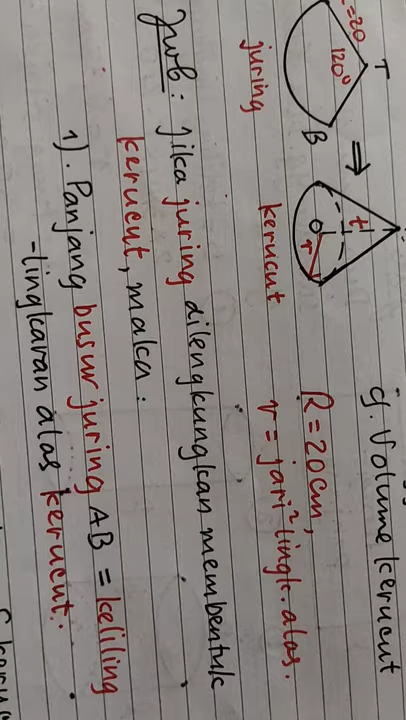 g. Volume kerucut
=20
120°
T
B
⇒
t
O
r
R = 20 cm,
juring
kerucut
r = jari² lingk. alas.
Jwb : Jika juring dilengkungkan membentuk
kerucut, maka :
1). Panjang busur juring AB = keliling
-lingkaran alas kerucut.